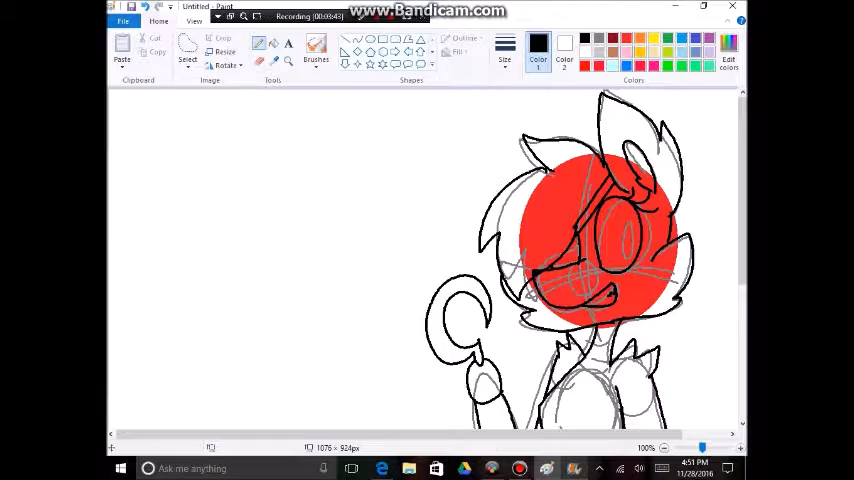 Untitled - Paint
Recording [00:03:43]
www.Bandicam.com
File
Home
View
Paste
Cut
Copy
Clipboard
Select
Crop
Resize
Rotate
Image
Tools
Brushes
Shapes
Outline
Fill
Size
Color 1
Color 2
Edit colors
Colors
1076 × 924px
100%
Ask me anything
4:51 PM
11/28/2016